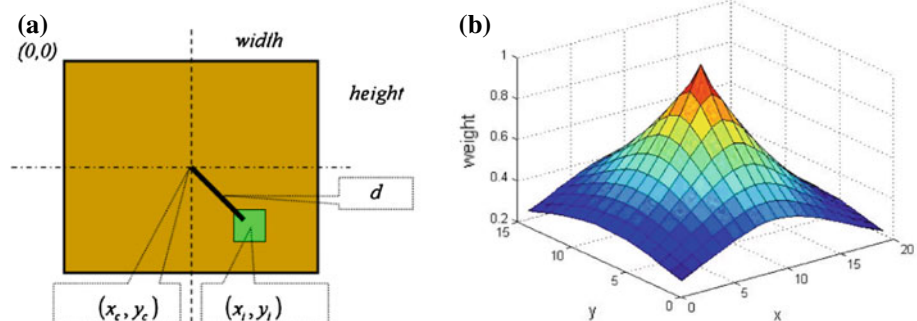 (a)
(0,0)
width
height
d
(x_c, y_c)
(x_i, y_i)
(b)
1
0.8
0.6
0.4
0.2
weight
15
10
5
0
y
0
5
10
15
20
x